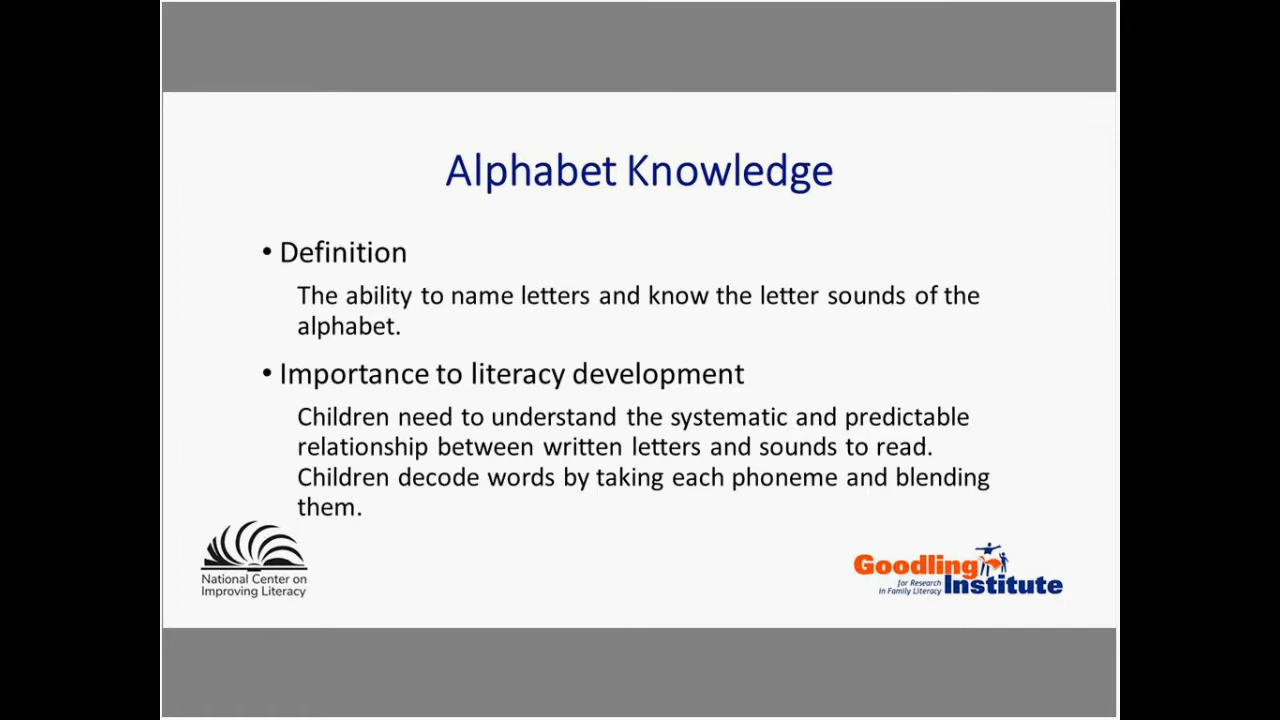 Alphabet Knowledge
• Definition
The ability to name letters and know the letter sounds of the
alphabet.
• Importance to literacy development
Children need to understand the systematic and predictable
relationship between written letters and sounds to read.
Children decode words by taking each phoneme and blending
them.
National Center on
Improving Literacy
Goodling
for Research
in Family Literacy
Institute